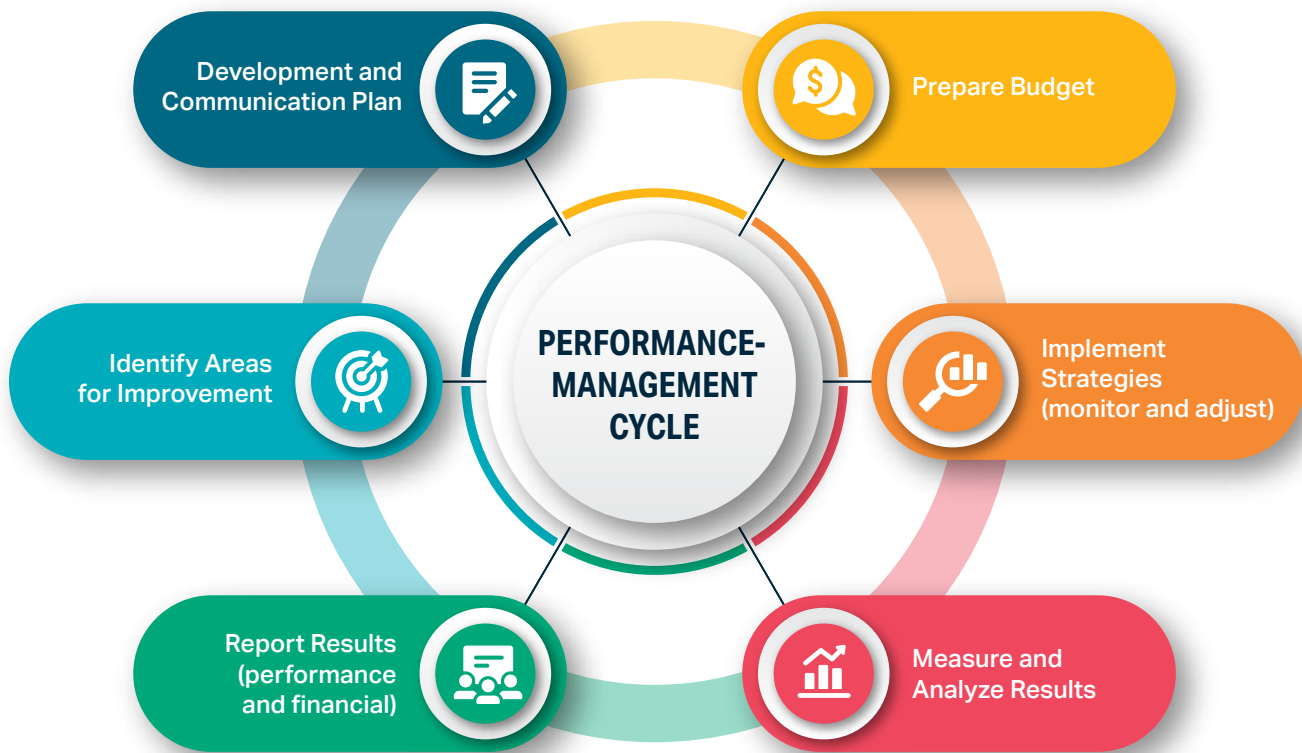 Development and
Communication Plan
$
Prepare Budget
Identify Areas
for Improvement
PERFORMANCE-
MANAGEMENT
CYCLE
Implement
Strategies
(monitor and adjust)
Report Results
(performance
and financial)
Measure and
Analyze Results